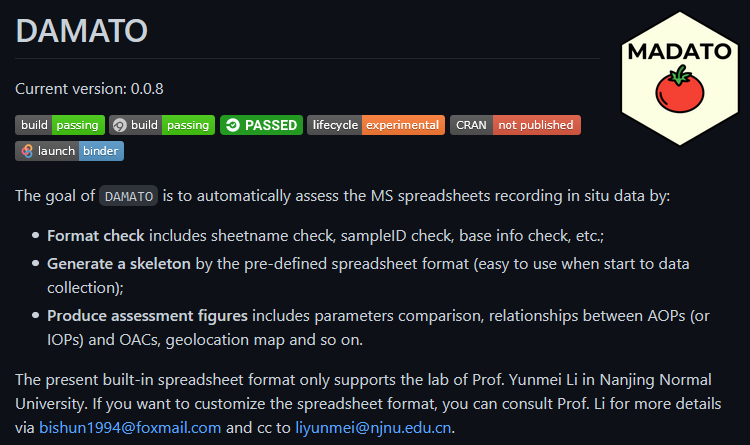 DAMATO
MADATO
Current version: 0.0.8
build passing build passing PASSED lifecycle experimental CRAN not published
launch binder
The goal of DAMATO is to automatically assess the MS spreadsheets recording in situ data by:
Format check includes sheetname check, sampleID check, base info check, etc.;
Generate a skeleton by the pre-defined spreadsheet format (easy to use when start to data
collection);
Produce assessment figures includes parameters comparison, relationships between AOPs (or
IOPs) and OACs, geolocation map and so on.
The present built-in spreadsheet format only supports the lab of Prof. Yunmei Li in Nanjing Normal
University. If you want to customize the spreadsheet format, you can consult Prof. Li for more details
via bishun1994@foxmail.com and cc to liyunmei@njnu.edu.cn.